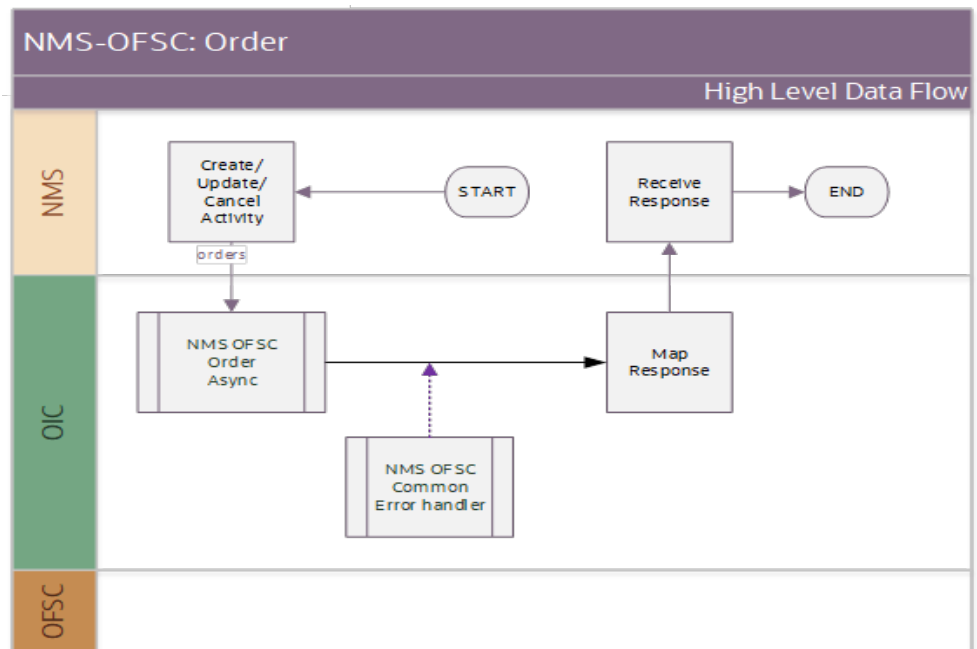 NMS-OFSC: Order
High Level Data Flow
NMS
Create/
Update/
Cancel
Activity
START
Receive
Response
END
orders
OIC
NMS OFSC
Order
Async
Map
Response
NMS OFSC
Common
Error handler
OFSC